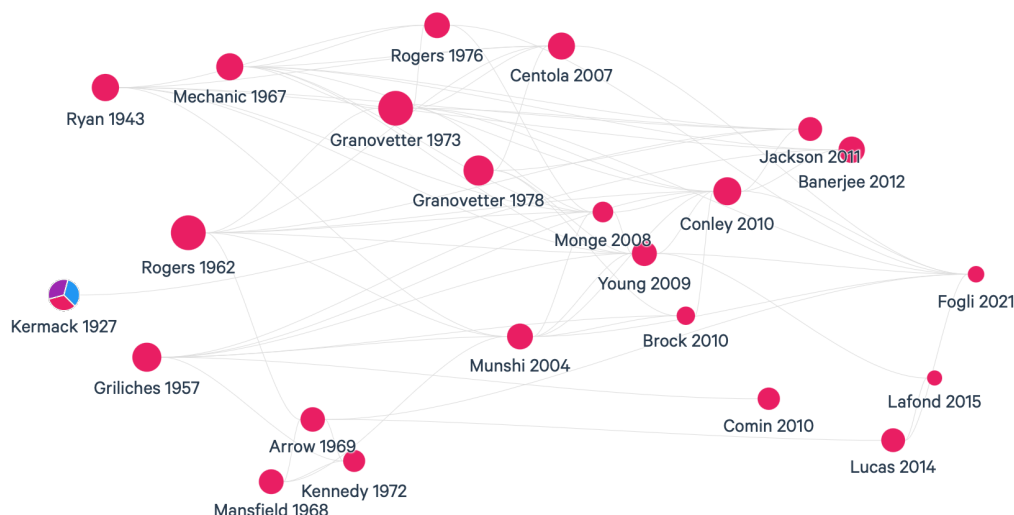 Rogers 1976
Centola 2007
Mechanic 1967
Ryan 1943
Granovetter 1973
Jackson 2011
Banerjee 2012
Granovetter 1978
Conley 2010
Monge 2008
Rogers 1962
Young 2009
Fogli 2021
Kermack 1927
Brock 2010
Munshi 2004
Griliches 1957
Lafond 2015
Comin 2010
Arrow 1969
Lucas 2014
Kennedy 1972
Mansfield 1968